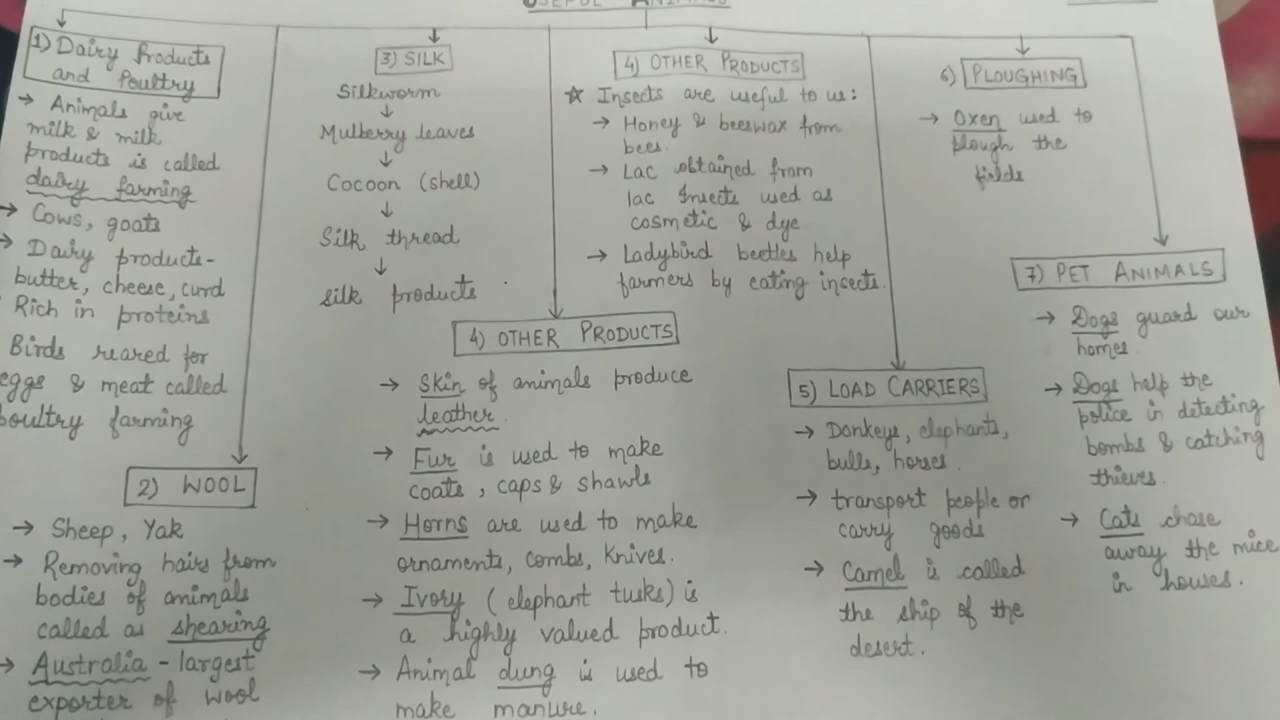 USEFUL ANIMALS
1) Dairy Products
and Poultry
→ Animals give
milk & milk
products is called
dairy farming
→ Cows, goats
→ Dairy products-
butter, cheese, curd
Rich in proteins
Birds reared for
eggs & meat called
poultry farming
2) WOOL
→ Sheep, Yak
→ Removing hairs from
bodies of animals
called as shearing
→ Australia - largest
exporter of wool
3) SILK
Silkworm
↓
Mulberry leaves
↓
Cocoon (shell)
↓
Silk thread
↓
silk products
4) OTHER PRODUCTS
☆ Insects are useful to us:
→ Honey & beeswax from
bees.
→ Lac obtained from
lac Insects used as
cosmetic & dye.
→ Ladybird beetles help
farmers by eating insects.
4) OTHER PRODUCTS
→ Skin of animals produce
leather.
→ Fur is used to make
coats, caps & shawls
→ Horns are used to make
ornaments, combs, knives.
→ Ivory (elephant tusks) is
a highly valued product.
→ Animal dung is used to
make manure.
5) LOAD CARRIERS
→ Donkeys, elephants,
bulls, horses.
→ transport people or
carry goods
→ Camel is called
the ship of the
desert.
6) PLOUGHING
→ Oxen used to
plough the
fields
7) PET ANIMALS
→ Dogs guard our
homes.
→ Dogs help the
police in detecting
bombs & catching
thieves.
→ Cats chase
away the mice
in houses.